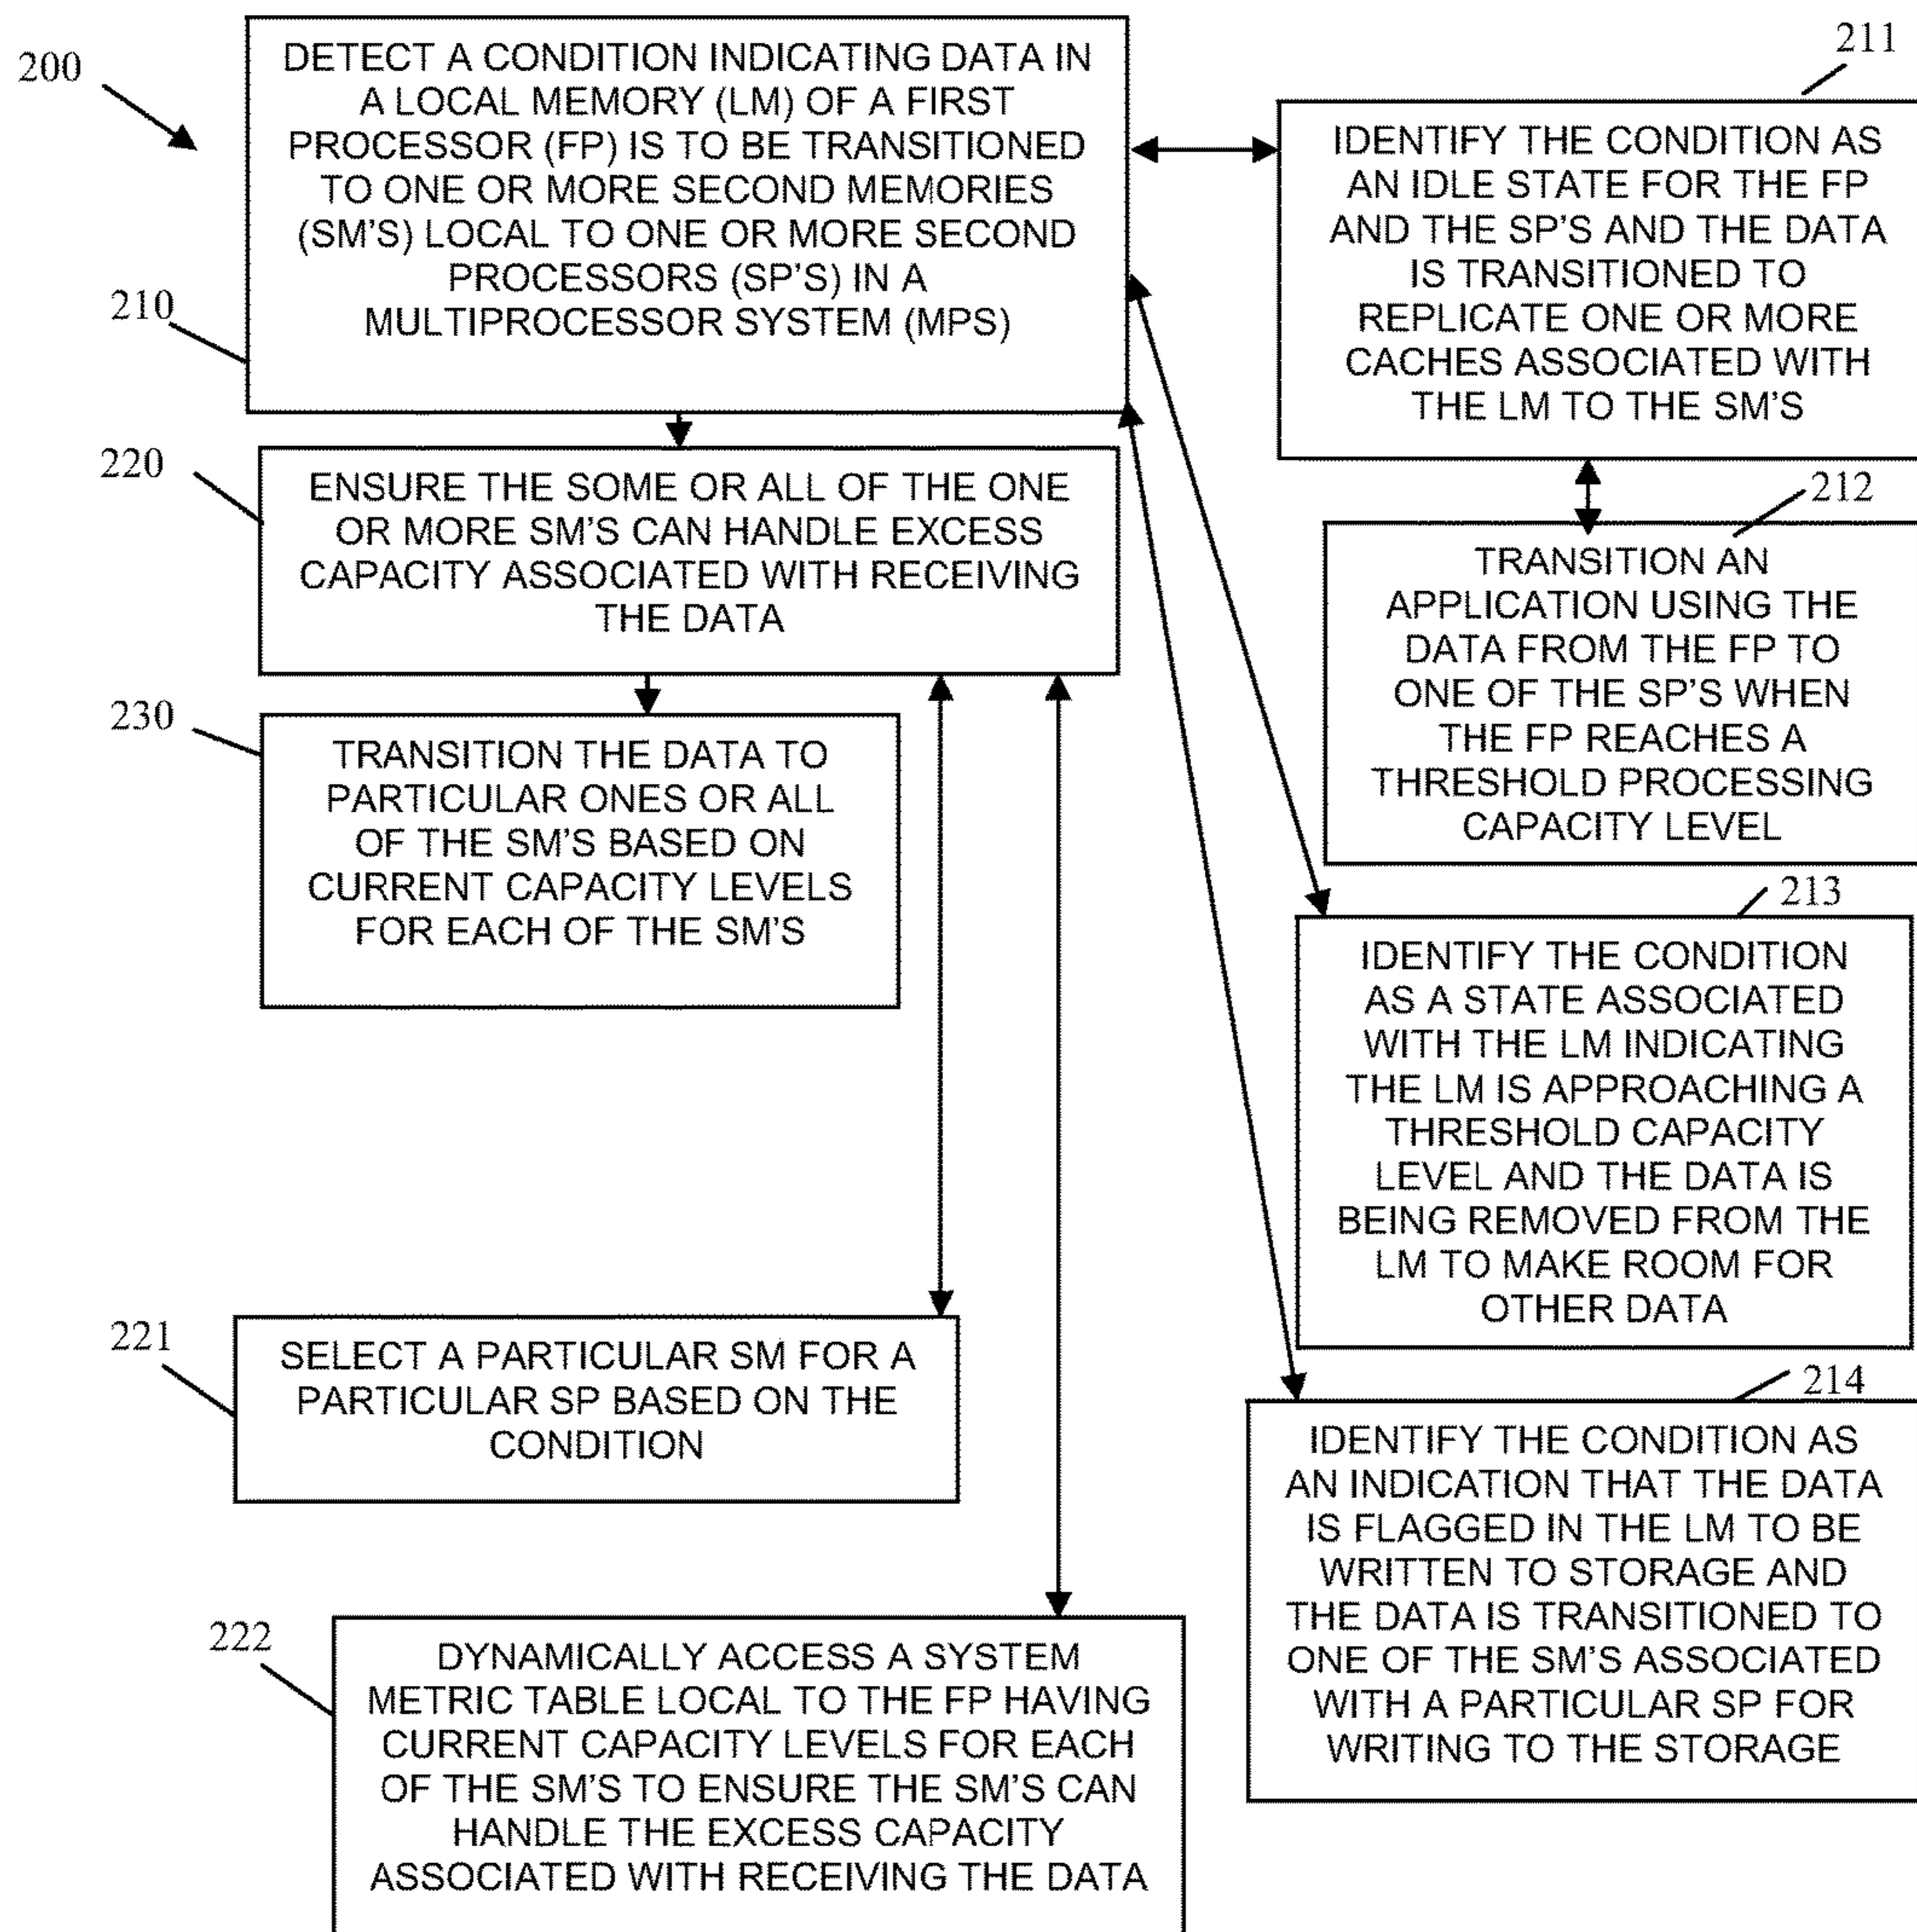 200
DETECT A CONDITION INDICATING DATA IN
A LOCAL MEMORY (LM) OF A FIRST
PROCESSOR (FP) IS TO BE TRANSITIONED
TO ONE OR MORE SECOND MEMORIES
(SM'S) LOCAL TO ONE OR MORE SECOND
PROCESSORS (SP'S) IN A
MULTIPROCESSOR SYSTEM (MPS)
210
211
IDENTIFY THE CONDITION AS
AN IDLE STATE FOR THE FP
AND THE SP'S AND THE DATA
IS TRANSITIONED TO
REPLICATE ONE OR MORE
CACHES ASSOCIATED WITH
THE LM TO THE SM'S
220
ENSURE THE SOME OR ALL OF THE ONE
OR MORE SM'S CAN HANDLE EXCESS
CAPACITY ASSOCIATED WITH RECEIVING
THE DATA
212
TRANSITION AN
APPLICATION USING THE
DATA FROM THE FP TO
ONE OF THE SP'S WHEN
THE FP REACHES A
THRESHOLD PROCESSING
CAPACITY LEVEL
230
TRANSITION THE DATA TO
PARTICULAR ONES OR ALL
OF THE SM'S BASED ON
CURRENT CAPACITY LEVELS
FOR EACH OF THE SM'S
213
IDENTIFY THE CONDITION
AS A STATE ASSOCIATED
WITH THE LM INDICATING
THE LM IS APPROACHING A
THRESHOLD CAPACITY
LEVEL AND THE DATA IS
BEING REMOVED FROM THE
LM TO MAKE ROOM FOR
OTHER DATA
221
SELECT A PARTICULAR SM FOR A
PARTICULAR SP BASED ON THE
CONDITION
214
IDENTIFY THE CONDITION AS
AN INDICATION THAT THE DATA
IS FLAGGED IN THE LM TO BE
WRITTEN TO STORAGE AND
THE DATA IS TRANSITIONED TO
ONE OF THE SM'S ASSOCIATED
WITH A PARTICULAR SP FOR
WRITING TO THE STORAGE
222
DYNAMICALLY ACCESS A SYSTEM
METRIC TABLE LOCAL TO THE FP HAVING
CURRENT CAPACITY LEVELS FOR EACH
OF THE SM'S TO ENSURE THE SM'S CAN
HANDLE THE EXCESS CAPACITY
ASSOCIATED WITH RECEIVING THE DATA